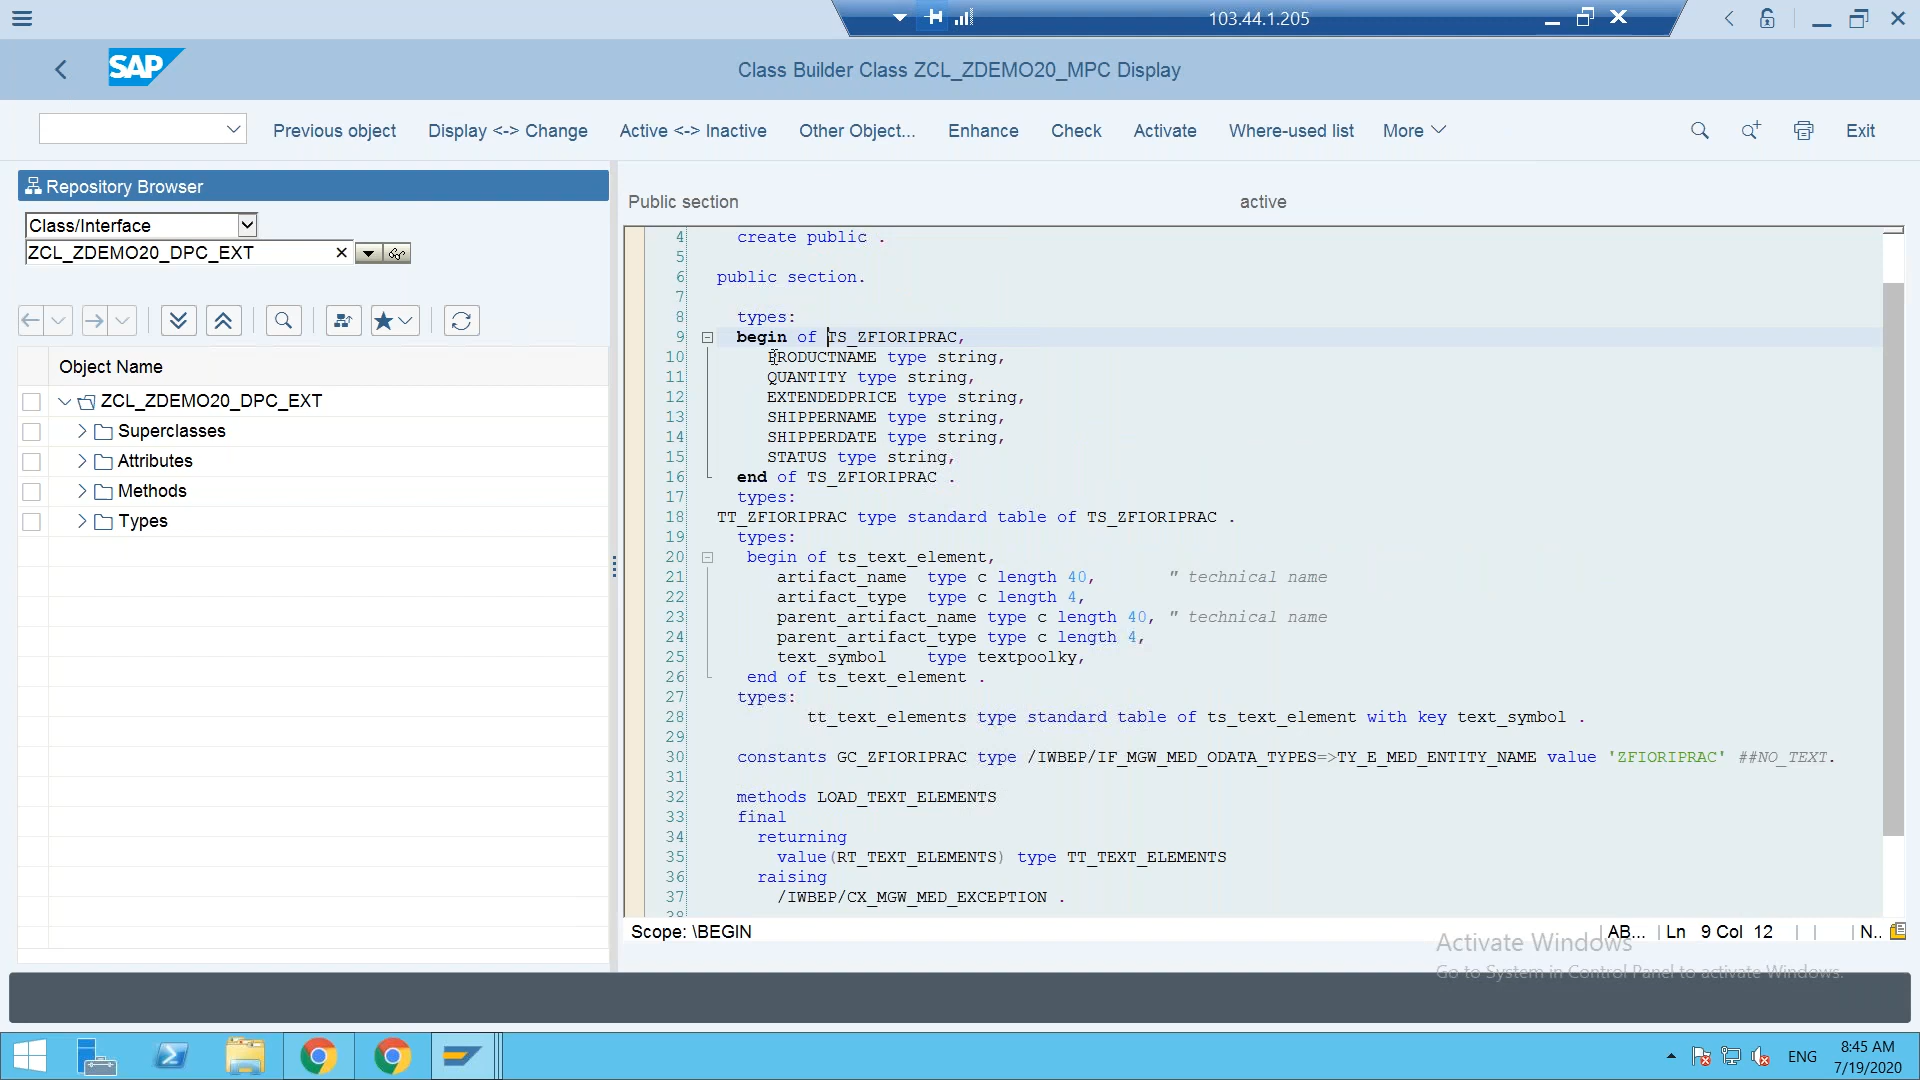 103.44.1.205
SAP
Class Builder Class ZCL_ZDEMO20_MPC Display
Previous object
Display <-> Change
Active <-> Inactive
Other Object...
Enhance
Check
Activate
Where-used list
More
Exit
Repository Browser
Class/Interface
ZCL_ZDEMO20_DPC_EXT
Object Name
ZCL_ZDEMO20_DPC_EXT
Superclasses
Attributes
Methods
Types
Public section
active
4 create public .
5
6 public section.
7
8 types:
9 begin of TS_ZFIORIPRAC,
10 PRODUCTNAME type string,
11 QUANTITY type string,
12 EXTENDEDPRICE type string,
13 SHIPPERNAME type string,
14 SHIPPERDATE type string,
15 STATUS type string,
16 end of TS_ZFIORIPRAC .
17 types:
18 TT_ZFIORIPRAC type standard table of TS_ZFIORIPRAC .
19 types:
20 begin of ts_text_element,
21 artifact_name type c length 40, " technical name
22 artifact_type type c length 4,
23 parent_artifact_name type c length 40, " technical name
24 parent_artifact_type type c length 4,
25 text_symbol type textpoolky,
26 end of ts_text_element .
27 types:
28 tt_text_elements type standard table of ts_text_element with key text_symbol .
29
30 constants GC_ZFIORIPRAC type /IWBEP/IF_MGW_MED_ODATA_TYPES=>TY_E_MED_ENTITY_NAME value 'ZFIORIPRAC' ##NO_TEXT.
31
32 methods LOAD_TEXT_ELEMENTS
33 final
34 returning
35 value(RT_TEXT_ELEMENTS) type TT_TEXT_ELEMENTS
36 raising
37 /IWBEP/CX_MGW_MED_EXCEPTION .
38
Scope: \BEGIN
AB...
Ln 9 Col 12
N..
Activate Windows
Go to System in Control Panel to activate Windows.
ENG
8:45 AM
7/19/2020